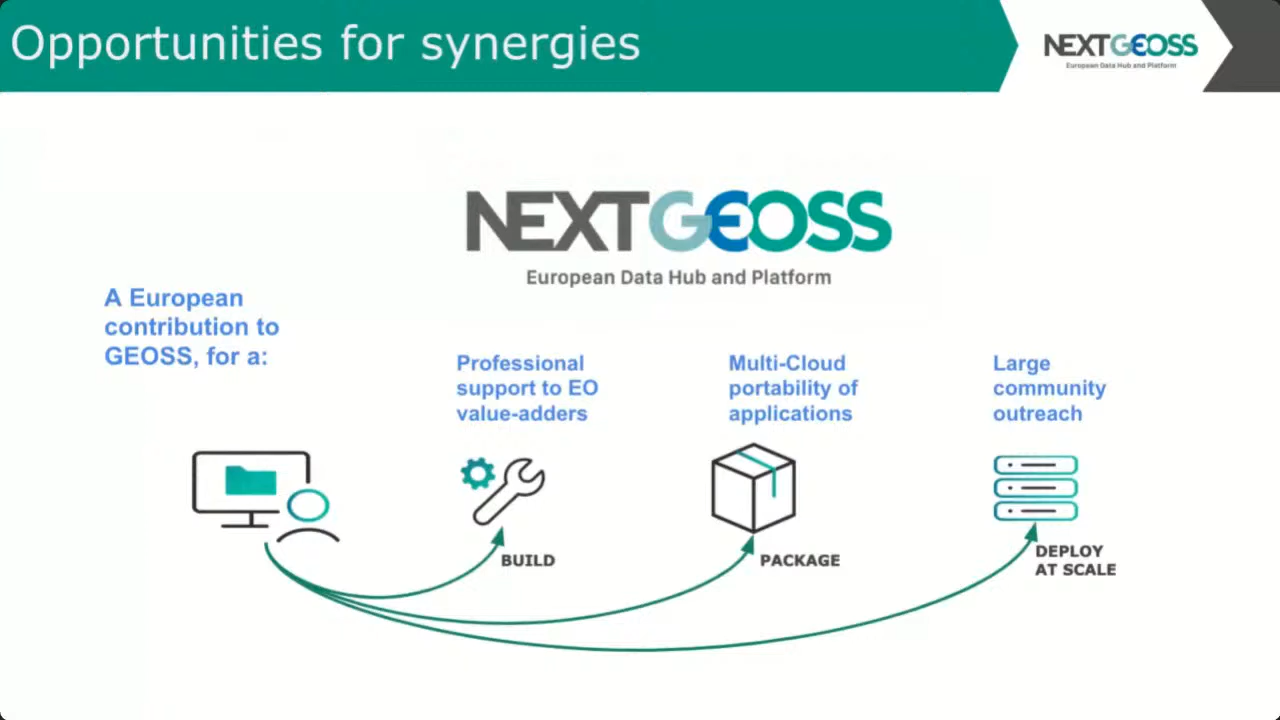 Opportunities for synergies
NEXTGEOSS
European Data Hub and Platform
NEXTGEOSS
European Data Hub and Platform
A European
contribution to
GEOSS, for a:
Professional
support to EO
value-adders
Multi-Cloud
portability of
applications
Large
community
outreach
BUILD
PACKAGE
DEPLOY
AT SCALE